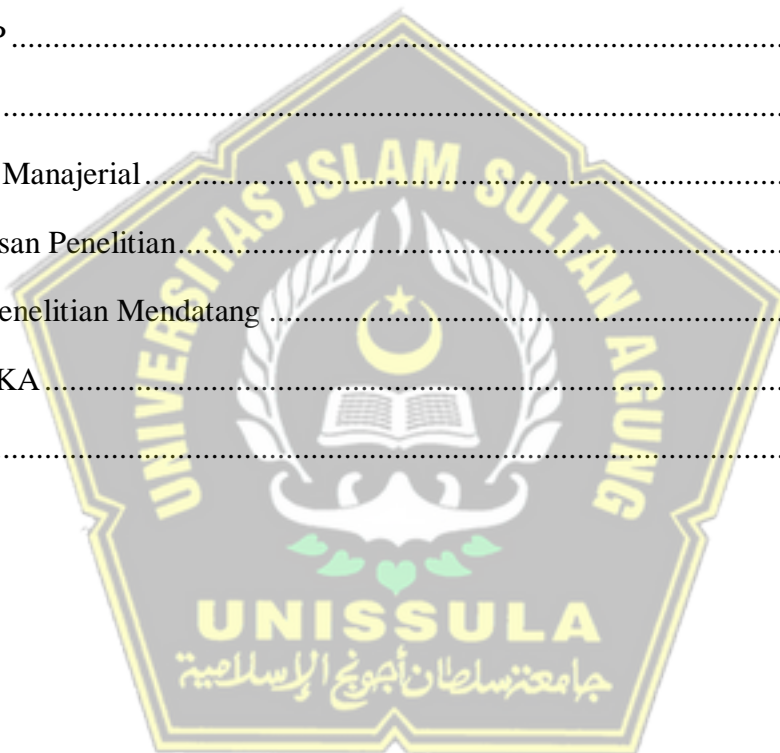 P ..........................................................................................
..........................................................................................
Manajerial ..........................................................................................
san Penelitian ..........................................................................................
enelitian Mendatang ..........................................................................................
KA ..........................................................................................
..........................................................................................
UNIVERSITAS ISLAM SULTAN AGUNG
UNISSULA
جامعة سلطان أجونج الإسلامية